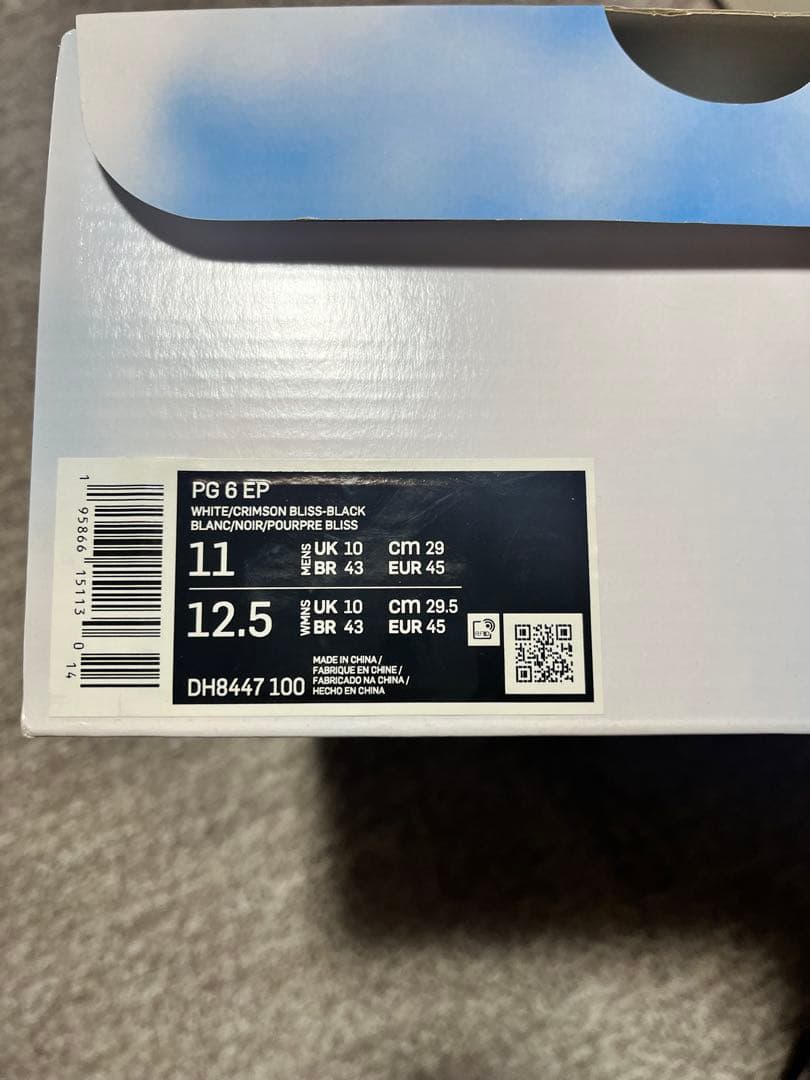 PG 6 EP
WHITE/CRIMSON BLISS-BLACK
BLANC/NOIR/POURPRE BLISS
11 MENS UK 10 cm 29
BR 43 EUR 45
12.5 WMNS UK 10 cm 29.5
BR 43 EUR 45
RFID
DH8447 100
MADE IN CHINA /
FABRIQUE EN CHINE /
FABRICADO NA CHINA /
HECHO EN CHINA
1 95866 15113 0 14